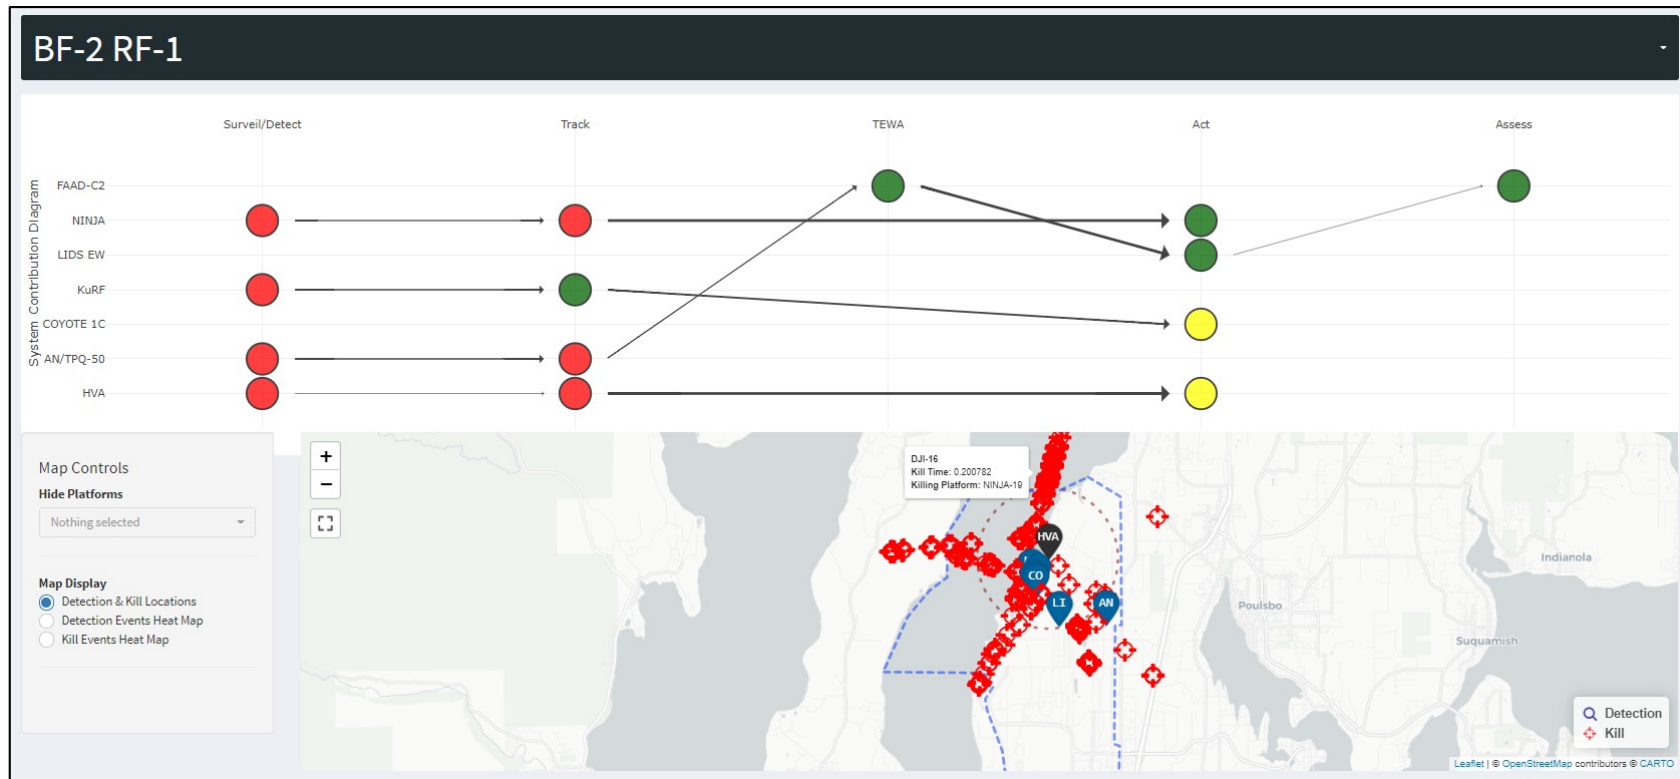 BF-2 RF-1
Surveil/Detect
Track
TEWA
Act
Assess
System Contribution Diagram
FAAD-C2
NINJA
LIDS EW
KuRF
COYOTE 1C
AN/TPQ-50
HVA
Map Controls
Hide Platforms
Nothing selected
Map Display
Detection & Kill Locations
Detection Events Heat Map
Kill Events Heat Map
+
−
DJI-16
Kill Time: 0.200782
Killing Platform: NINJA-19
HVA
CO
LI
AN
Indianola
Poulsbo
Suquamish
Detection
Kill
Leaflet | © OpenStreetMap contributors © CARTO